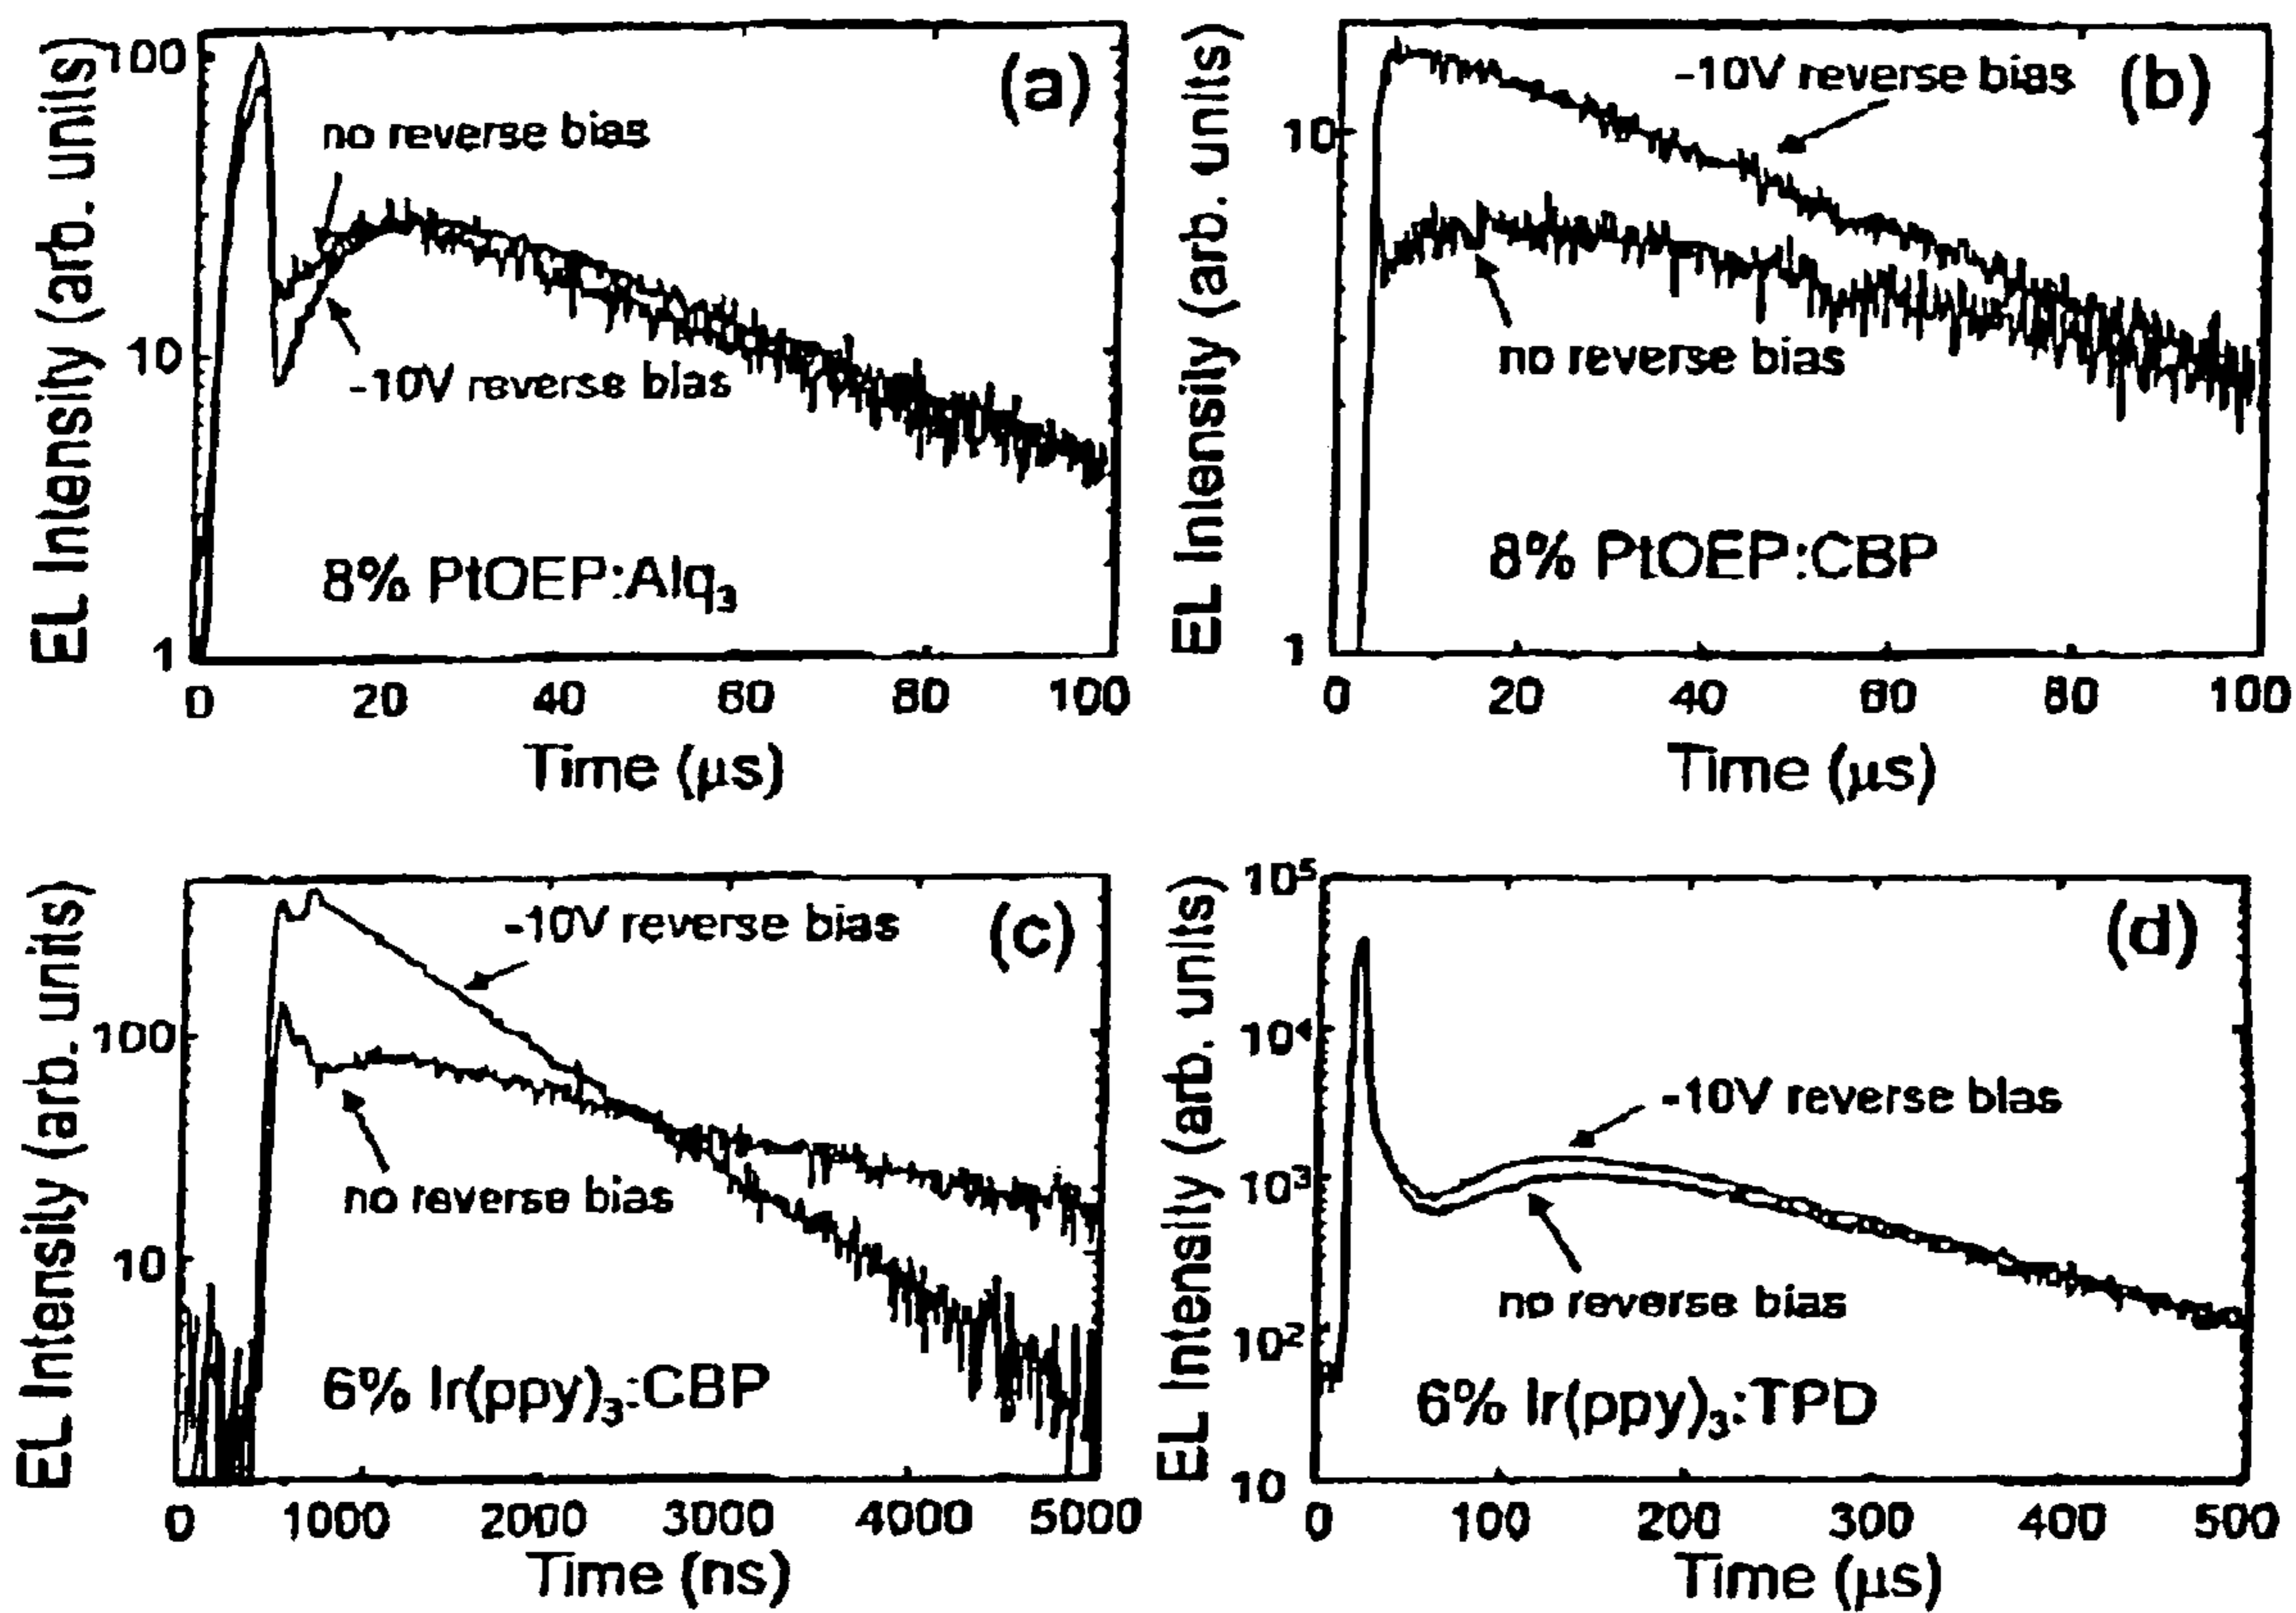 EL Intensity (arb. units)
100
10
1
(a)
no reverse bias
-10V reverse bias
8% PtOEP:Alq3
0 20 40 60 80 100
Time (μs)
EL Intensity (arb. units)
10
1
(b)
-10V reverse bias
no reverse bias
8% PtOEP:CBP
0 20 40 60 80 100
Time (μs)
EL Intensity (arb. units)
100
10
(c)
-10V reverse bias
no reverse bias
6% Ir(ppy)3:CBP
0 1000 2000 3000 4000 5000
Time (ns)
EL Intensity (arb. units)
10^5
10^4
10^3
10^2
10
(d)
-10V reverse bias
no reverse bias
6% Ir(ppy)3:TPD
0 100 200 300 400 500
Time (μs)